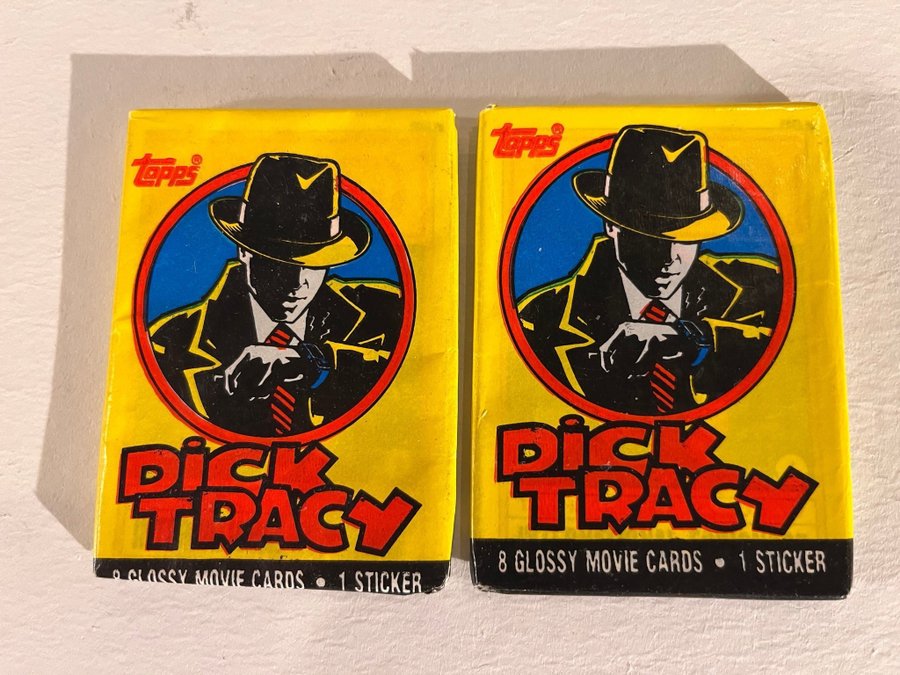 topps®
DiCK
TRACY
8 GLOSSY MOVIE CARDS • 1 STICKER
topps®
DiCK
TRACY
8 GLOSSY MOVIE CARDS • 1 STICKER